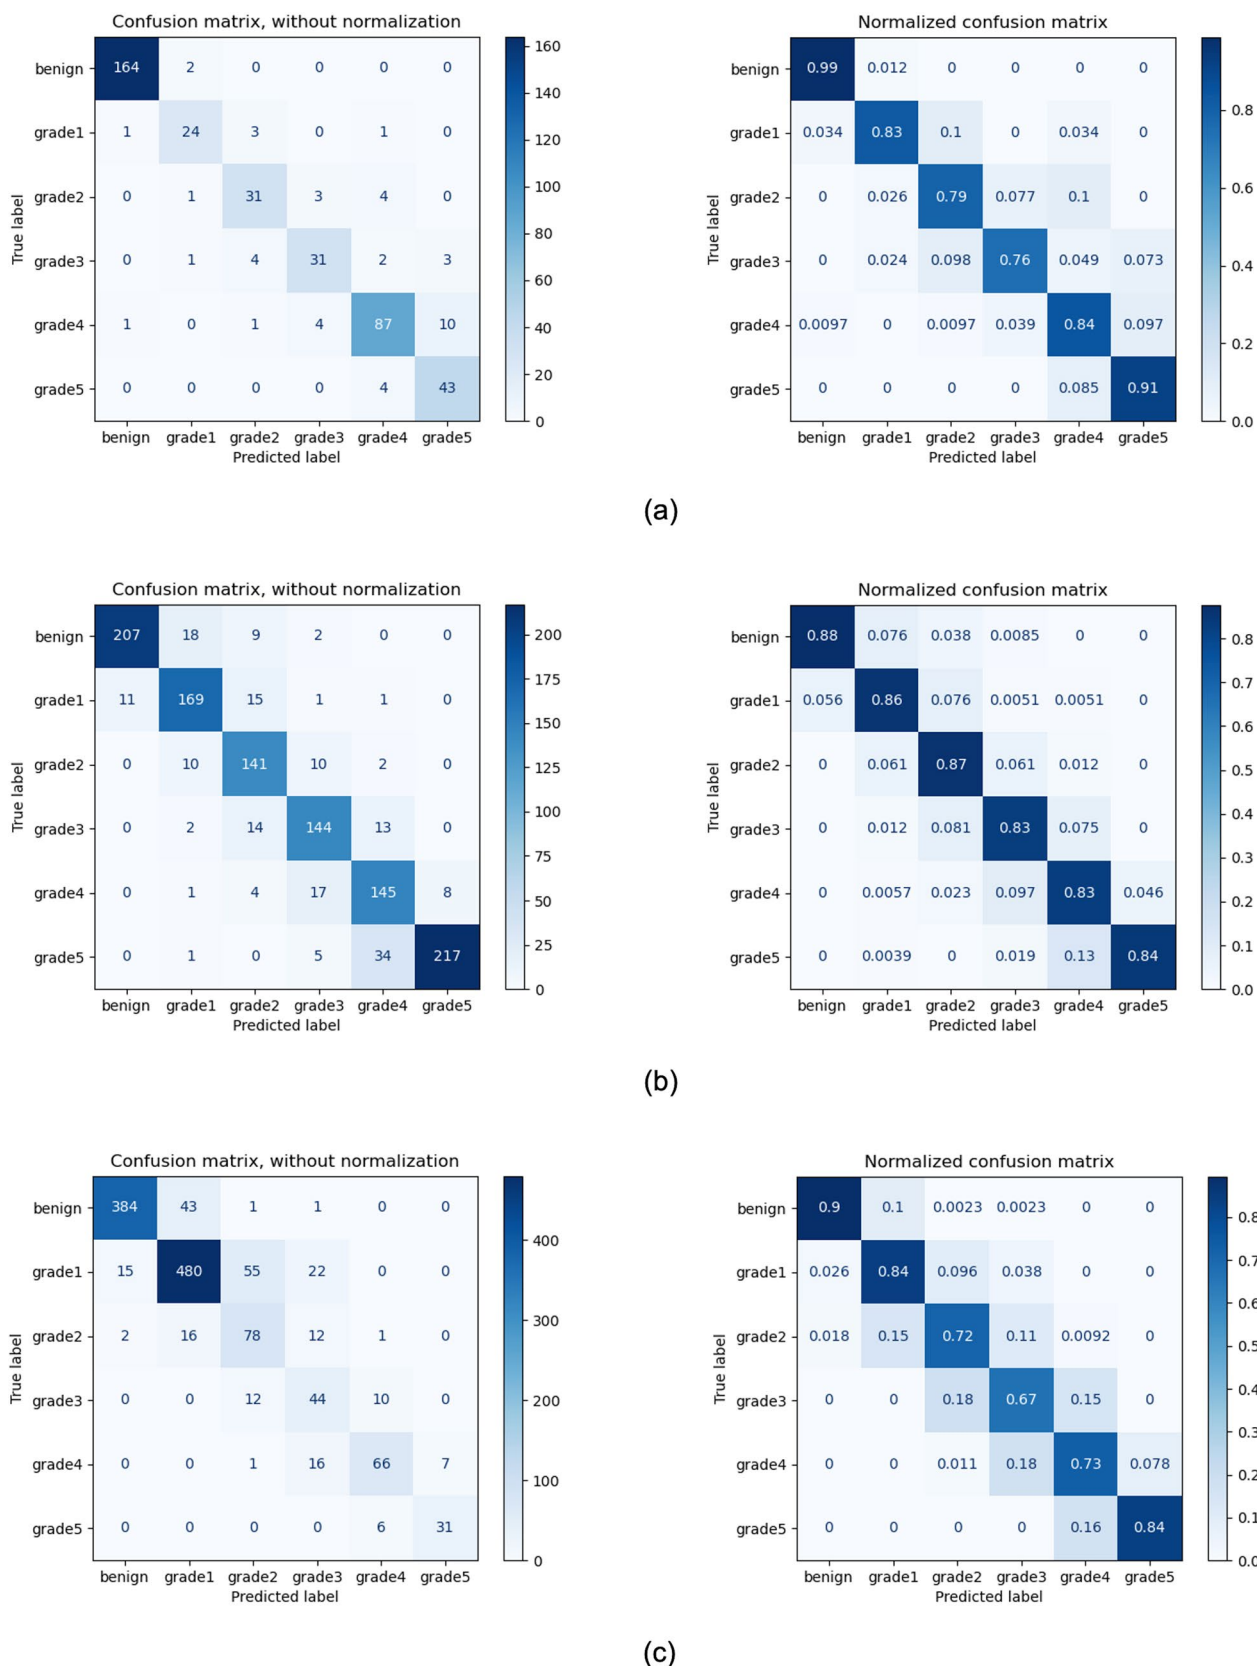 Confusion matrix, without normalization
benign 164 2 0 0 0 0
grade1 1 24 3 0 1 0
grade2 0 1 31 3 4 0
grade3 0 1 4 31 2 3
grade4 1 0 1 4 87 10
grade5 0 0 0 0 4 43
benign grade1 grade2 grade3 grade4 grade5
Predicted label
True label
160
140
120
100
80
60
40
20
0
Normalized confusion matrix
benign 0.99 0.012 0 0 0 0
grade1 0.034 0.83 0.1 0 0.034 0
grade2 0 0.026 0.79 0.077 0.1 0
grade3 0 0.024 0.098 0.76 0.049 0.073
grade4 0.0097 0 0.0097 0.039 0.84 0.097
grade5 0 0 0 0 0.085 0.91
benign grade1 grade2 grade3 grade4 grade5
Predicted label
True label
0.8
0.6
0.4
0.2
0.0
(a)
Confusion matrix, without normalization
benign 207 18 9 2 0 0
grade1 11 169 15 1 1 0
grade2 0 10 141 10 2 0
grade3 0 2 14 144 13 0
grade4 0 1 4 17 145 8
grade5 0 1 0 5 34 217
benign grade1 grade2 grade3 grade4 grade5
Predicted label
True label
200
175
150
125
100
75
50
25
0
Normalized confusion matrix
benign 0.88 0.076 0.038 0.0085 0 0
grade1 0.056 0.86 0.076 0.0051 0.0051 0
grade2 0 0.061 0.87 0.061 0.012 0
grade3 0 0.012 0.081 0.83 0.075 0
grade4 0 0.0057 0.023 0.097 0.83 0.046
grade5 0 0.0039 0 0.019 0.13 0.84
benign grade1 grade2 grade3 grade4 grade5
Predicted label
True label
0.8
0.7
0.6
0.5
0.4
0.3
0.2
0.1
0.0
(b)
Confusion matrix, without normalization
benign 384 43 1 1 0 0
grade1 15 480 55 22 0 0
grade2 2 16 78 12 1 0
grade3 0 0 12 44 10 0
grade4 0 0 1 16 66 7
grade5 0 0 0 0 6 31
benign grade1 grade2 grade3 grade4 grade5
Predicted label
True label
400
300
200
100
0
Normalized confusion matrix
benign 0.9 0.1 0.0023 0.0023 0 0
grade1 0.026 0.84 0.096 0.038 0 0
grade2 0.018 0.15 0.72 0.11 0.0092 0
grade3 0 0 0.18 0.67 0.15 0
grade4 0 0 0.011 0.18 0.73 0.078
grade5 0 0 0 0 0.16 0.84
benign grade1 grade2 grade3 grade4 grade5
Predicted label
True label
0.8
0.7
0.6
0.5
0.4
0.3
0.2
0.1
0.0
(c)